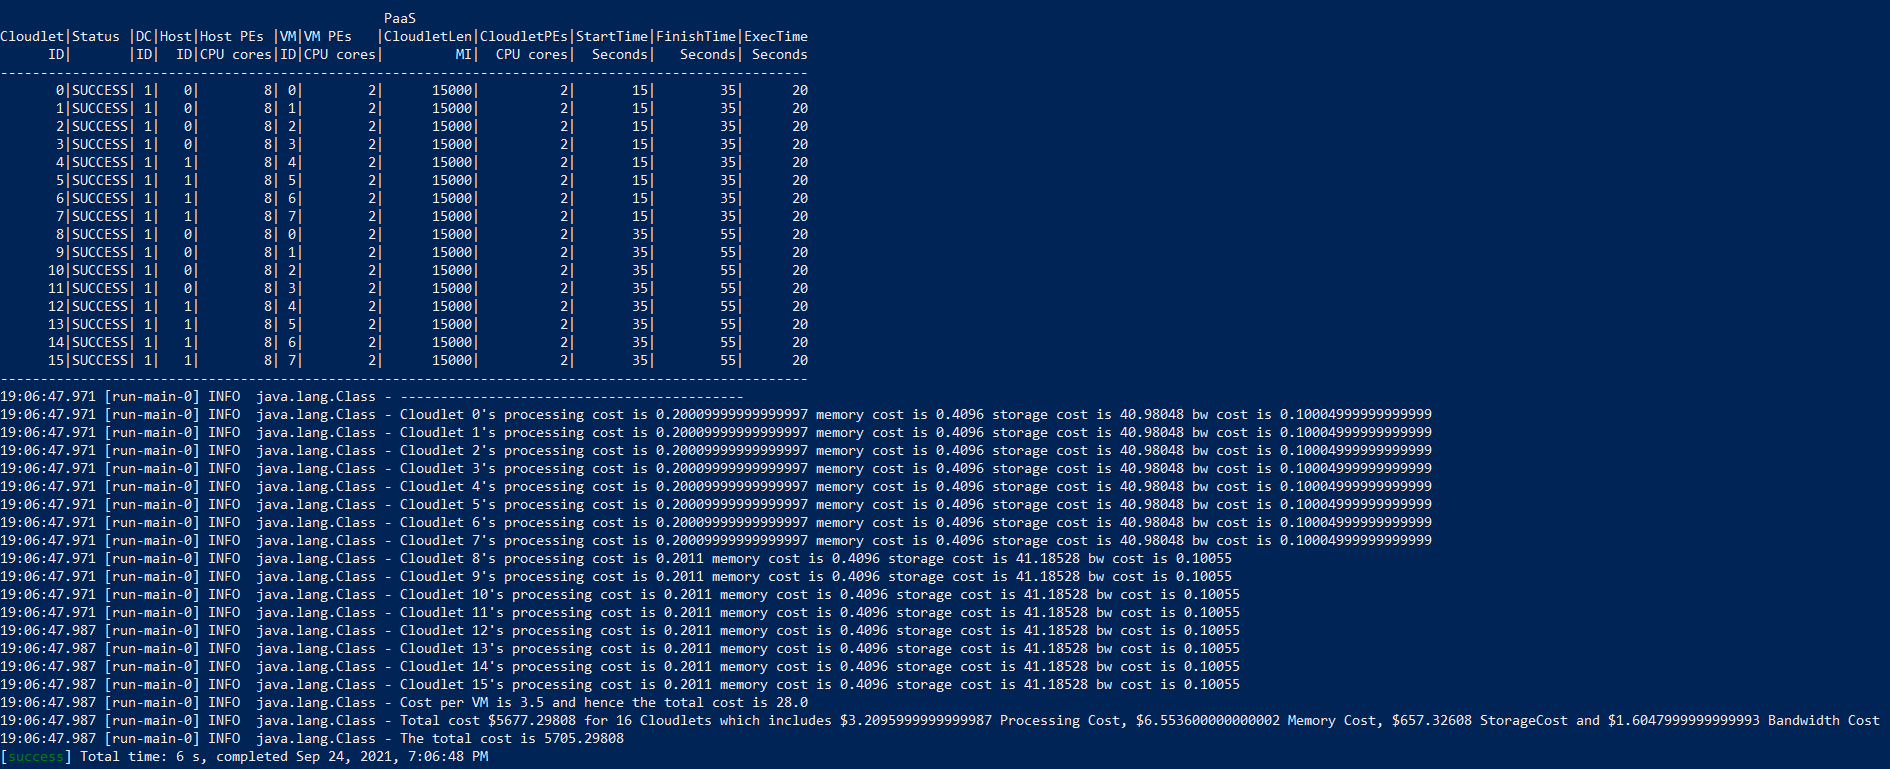 PaaS
Cloudlet|Status |DC|Host|Host PEs |VM|VM PEs   |CloudletLen|CloudletPEs|StartTime|FinishTime|ExecTime
      ID|       |ID|  ID|CPU cores|ID|CPU cores|         MI|  CPU cores|  Seconds|   Seconds| Seconds
-----------------------------------------------------------------------------------------------------
       0|SUCCESS| 1|   0|        8| 0|        2|      15000|          2|       15|        35|      20
       1|SUCCESS| 1|   0|        8| 1|        2|      15000|          2|       15|        35|      20
       2|SUCCESS| 1|   0|        8| 2|        2|      15000|          2|       15|        35|      20
       3|SUCCESS| 1|   0|        8| 3|        2|      15000|          2|       15|        35|      20
       4|SUCCESS| 1|   1|        8| 4|        2|      15000|          2|       15|        35|      20
       5|SUCCESS| 1|   1|        8| 5|        2|      15000|          2|       15|        35|      20
       6|SUCCESS| 1|   1|        8| 6|        2|      15000|          2|       15|        35|      20
       7|SUCCESS| 1|   1|        8| 7|        2|      15000|          2|       15|        35|      20
       8|SUCCESS| 1|   0|        8| 0|        2|      15000|          2|       35|        55|      20
       9|SUCCESS| 1|   0|        8| 1|        2|      15000|          2|       35|        55|      20
      10|SUCCESS| 1|   0|        8| 2|        2|      15000|          2|       35|        55|      20
      11|SUCCESS| 1|   0|        8| 3|        2|      15000|          2|       35|        55|      20
      12|SUCCESS| 1|   1|        8| 4|        2|      15000|          2|       35|        55|      20
      13|SUCCESS| 1|   1|        8| 5|        2|      15000|          2|       35|        55|      20
      14|SUCCESS| 1|   1|        8| 6|        2|      15000|          2|       35|        55|      20
      15|SUCCESS| 1|   1|        8| 7|        2|      15000|          2|       35|        55|      20
-----------------------------------------------------------------------------------------------------
19:06:47.971 [run-main-0] INFO  java.lang.Class - -------------------------------------------
19:06:47.971 [run-main-0] INFO  java.lang.Class - Cloudlet 0's processing cost is 0.20009999999999997 memory cost is 0.4096 storage cost is 40.98048 bw cost is 0.10004999999999999
19:06:47.971 [run-main-0] INFO  java.lang.Class - Cloudlet 1's processing cost is 0.20009999999999997 memory cost is 0.4096 storage cost is 40.98048 bw cost is 0.10004999999999999
19:06:47.971 [run-main-0] INFO  java.lang.Class - Cloudlet 2's processing cost is 0.20009999999999997 memory cost is 0.4096 storage cost is 40.98048 bw cost is 0.10004999999999999
19:06:47.971 [run-main-0] INFO  java.lang.Class - Cloudlet 3's processing cost is 0.20009999999999997 memory cost is 0.4096 storage cost is 40.98048 bw cost is 0.10004999999999999
19:06:47.971 [run-main-0] INFO  java.lang.Class - Cloudlet 4's processing cost is 0.20009999999999997 memory cost is 0.4096 storage cost is 40.98048 bw cost is 0.10004999999999999
19:06:47.971 [run-main-0] INFO  java.lang.Class - Cloudlet 5's processing cost is 0.20009999999999997 memory cost is 0.4096 storage cost is 40.98048 bw cost is 0.10004999999999999
19:06:47.971 [run-main-0] INFO  java.lang.Class - Cloudlet 6's processing cost is 0.20009999999999997 memory cost is 0.4096 storage cost is 40.98048 bw cost is 0.10004999999999999
19:06:47.971 [run-main-0] INFO  java.lang.Class - Cloudlet 7's processing cost is 0.20009999999999997 memory cost is 0.4096 storage cost is 40.98048 bw cost is 0.10004999999999999
19:06:47.971 [run-main-0] INFO  java.lang.Class - Cloudlet 8's processing cost is 0.2011 memory cost is 0.4096 storage cost is 41.18528 bw cost is 0.10055
19:06:47.971 [run-main-0] INFO  java.lang.Class - Cloudlet 9's processing cost is 0.2011 memory cost is 0.4096 storage cost is 41.18528 bw cost is 0.10055
19:06:47.971 [run-main-0] INFO  java.lang.Class - Cloudlet 10's processing cost is 0.2011 memory cost is 0.4096 storage cost is 41.18528 bw cost is 0.10055
19:06:47.971 [run-main-0] INFO  java.lang.Class - Cloudlet 11's processing cost is 0.2011 memory cost is 0.4096 storage cost is 41.18528 bw cost is 0.10055
19:06:47.987 [run-main-0] INFO  java.lang.Class - Cloudlet 12's processing cost is 0.2011 memory cost is 0.4096 storage cost is 41.18528 bw cost is 0.10055
19:06:47.987 [run-main-0] INFO  java.lang.Class - Cloudlet 13's processing cost is 0.2011 memory cost is 0.4096 storage cost is 41.18528 bw cost is 0.10055
19:06:47.987 [run-main-0] INFO  java.lang.Class - Cloudlet 14's processing cost is 0.2011 memory cost is 0.4096 storage cost is 41.18528 bw cost is 0.10055
19:06:47.987 [run-main-0] INFO  java.lang.Class - Cloudlet 15's processing cost is 0.2011 memory cost is 0.4096 storage cost is 41.18528 bw cost is 0.10055
19:06:47.987 [run-main-0] INFO  java.lang.Class - Cost per VM is 3.5 and hence the total cost is 28.0
19:06:47.987 [run-main-0] INFO  java.lang.Class - Total cost $5677.29808 for 16 Cloudlets which includes $3.2095999999999987 Processing Cost, $6.553600000000002 Memory Cost, $657.32608 StorageCost and $1.6047999999999993 Bandwidth Cost
19:06:47.987 [run-main-0] INFO  java.lang.Class - The total cost is 5705.29808
[success] Total time: 6 s, completed Sep 24, 2021, 7:06:48 PM